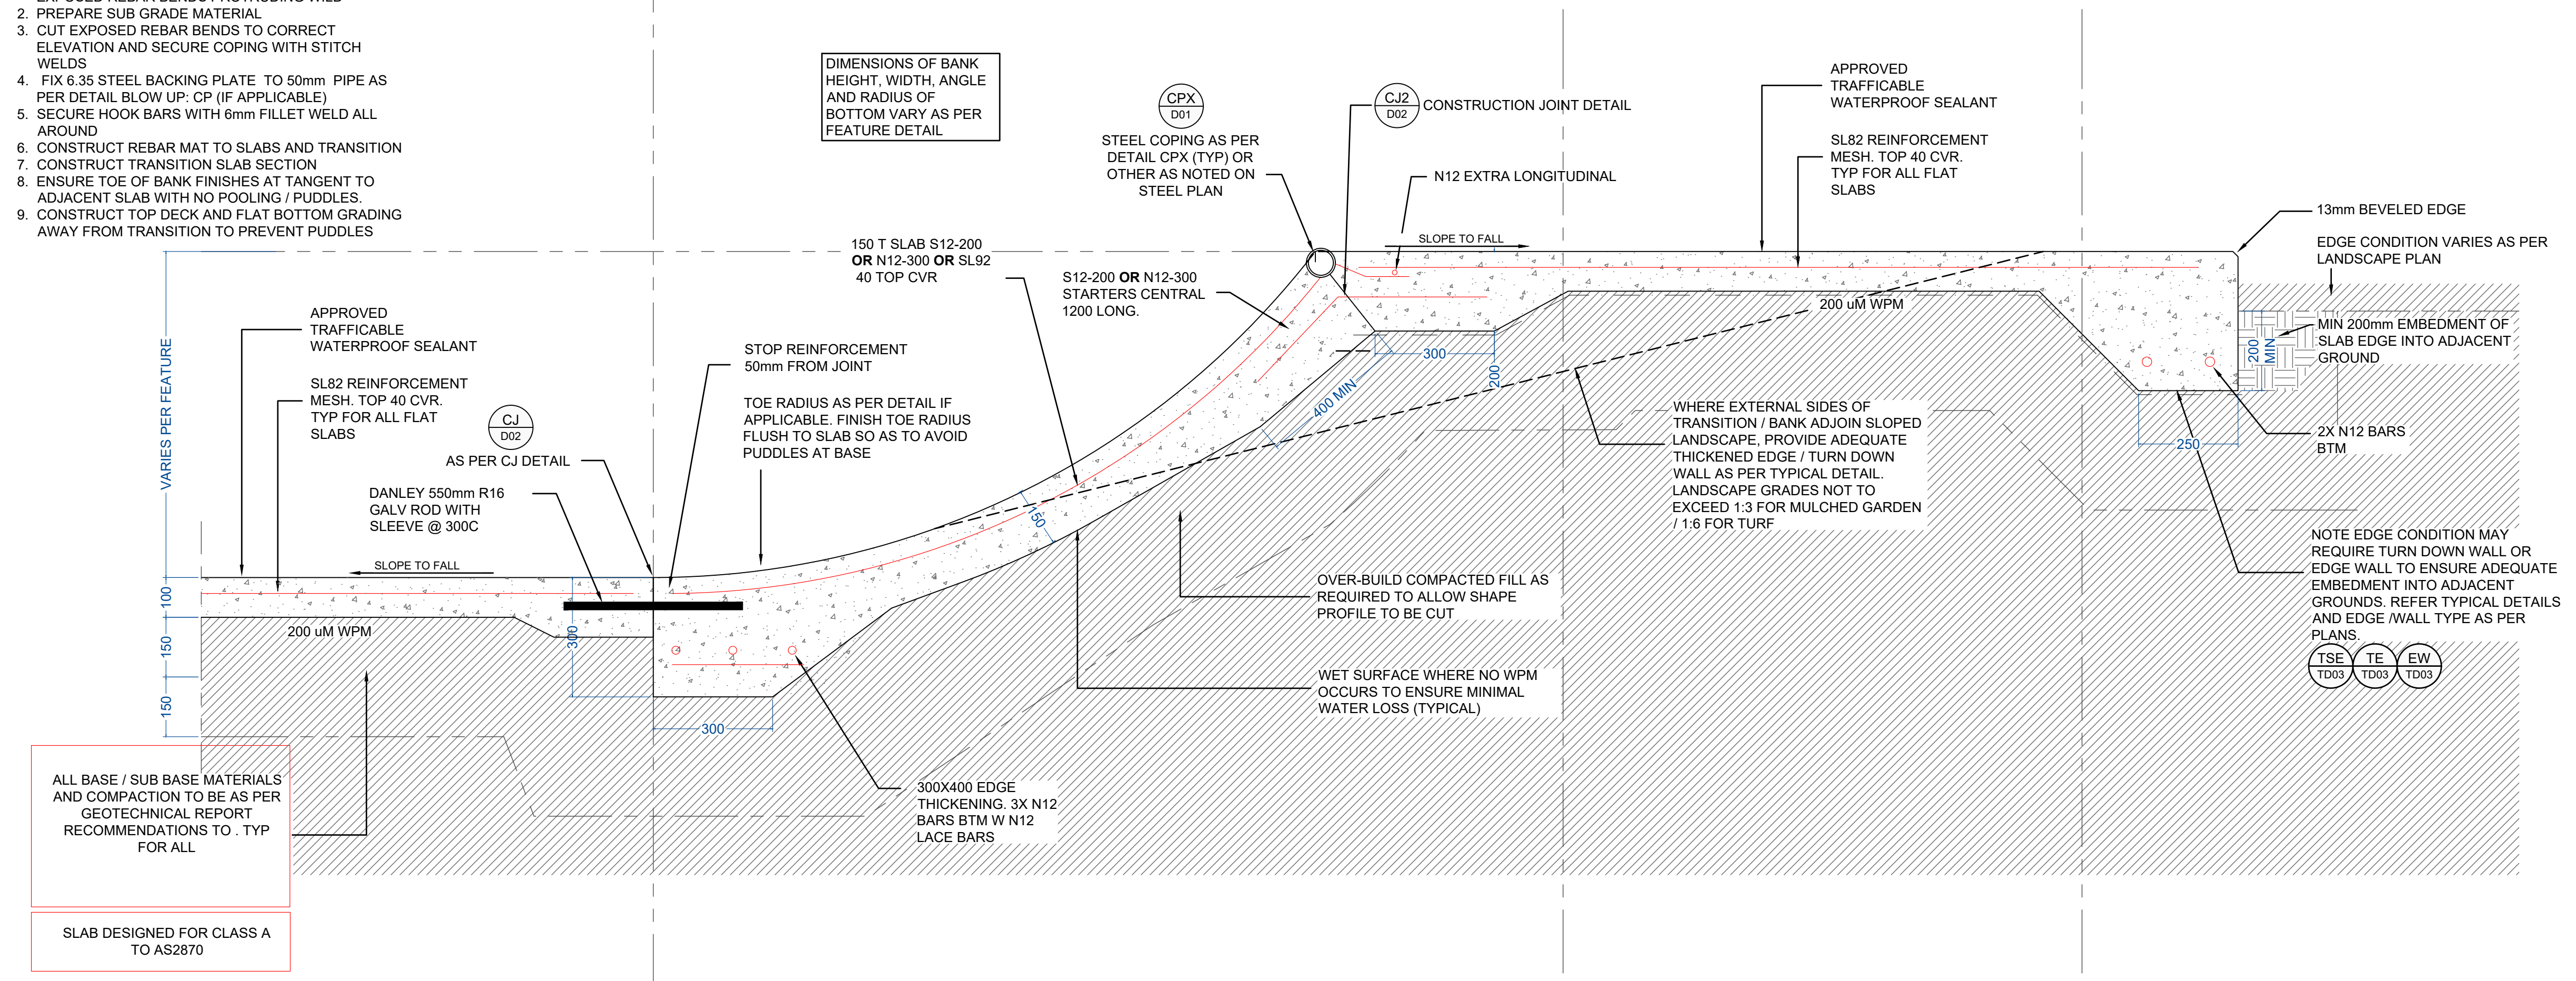 2. PREPARE SUB GRADE MATERIAL
3. CUT EXPOSED REBAR BENDS TO CORRECT
ELEVATION AND SECURE COPING WITH STITCH
WELDS
4. FIX 6.35 STEEL BACKING PLATE TO 50mm PIPE AS
PER DETAIL BLOW UP: CP (IF APPLICABLE)
5. SECURE HOOK BARS WITH 6mm FILLET WELD ALL
AROUND
6. CONSTRUCT REBAR MAT TO SLABS AND TRANSITION
7. CONSTRUCT TRANSITION SLAB SECTION
8. ENSURE TOE OF BANK FINISHES AT TANGENT TO
ADJACENT SLAB WITH NO POOLING / PUDDLES.
9. CONSTRUCT TOP DECK AND FLAT BOTTOM GRADING
AWAY FROM TRANSITION TO PREVENT PUDDLES
DIMENSIONS OF BANK
HEIGHT, WIDTH, ANGLE
AND RADIUS OF
BOTTOM VARY AS PER
FEATURE DETAIL
CPX
D01
STEEL COPING AS PER
DETAIL CPX (TYP) OR
OTHER AS NOTED ON
STEEL PLAN
CJ2
D02
CONSTRUCTION JOINT DETAIL
N12 EXTRA LONGITUDINAL
APPROVED
TRAFFICABLE
WATERPROOF SEALANT
SL82 REINFORCEMENT
MESH. TOP 40 CVR.
TYP FOR ALL FLAT
SLABS
13mm BEVELED EDGE
EDGE CONDITION VARIES AS PER
LANDSCAPE PLAN
SLOPE TO FALL
150 T SLAB S12-200
OR N12-300 OR SL92
40 TOP CVR
S12-200 OR N12-300
STARTERS CENTRAL
1200 LONG.
200 uM WPM
MIN 200mm EMBEDMENT OF
SLAB EDGE INTO ADJACENT
GROUND
200
MIN
300
200
400 MIN
250
2X N12 BARS
BTM
APPROVED
TRAFFICABLE
WATERPROOF SEALANT
SL82 REINFORCEMENT
MESH. TOP 40 CVR.
TYP FOR ALL FLAT
SLABS
VARIES PER FEATURE
STOP REINFORCEMENT
50mm FROM JOINT
TOE RADIUS AS PER DETAIL IF
APPLICABLE. FINISH TOE RADIUS
FLUSH TO SLAB SO AS TO AVOID
PUDDLES AT BASE
CJ
D02
AS PER CJ DETAIL
DANLEY 550mm R16
GALV ROD WITH
SLEEVE @ 300C
WHERE EXTERNAL SIDES OF
TRANSITION / BANK ADJOIN SLOPED
LANDSCAPE, PROVIDE ADEQUATE
THICKENED EDGE / TURN DOWN
WALL AS PER TYPICAL DETAIL.
LANDSCAPE GRADES NOT TO
EXCEED 1:3 FOR MULCHED GARDEN
/ 1:6 FOR TURF
150
NOTE EDGE CONDITION MAY
REQUIRE TURN DOWN WALL OR
EDGE WALL TO ENSURE ADEQUATE
EMBEDMENT INTO ADJACENT
GROUNDS. REFER TYPICAL DETAILS
AND EDGE /WALL TYPE AS PER
PLANS.
TSE
TD03
TE
TD03
EW
TD03
SLOPE TO FALL
100
150
150
200 uM WPM
300
300
OVER-BUILD COMPACTED FILL AS
REQUIRED TO ALLOW SHAPE
PROFILE TO BE CUT
WET SURFACE WHERE NO WPM
OCCURS TO ENSURE MINIMAL
WATER LOSS (TYPICAL)
300X400 EDGE
THICKENING. 3X N12
BARS BTM W N12
LACE BARS
ALL BASE / SUB BASE MATERIALS
AND COMPACTION TO BE AS PER
GEOTECHNICAL REPORT
RECOMMENDATIONS TO . TYP
FOR ALL
SLAB DESIGNED FOR CLASS A
TO AS2870